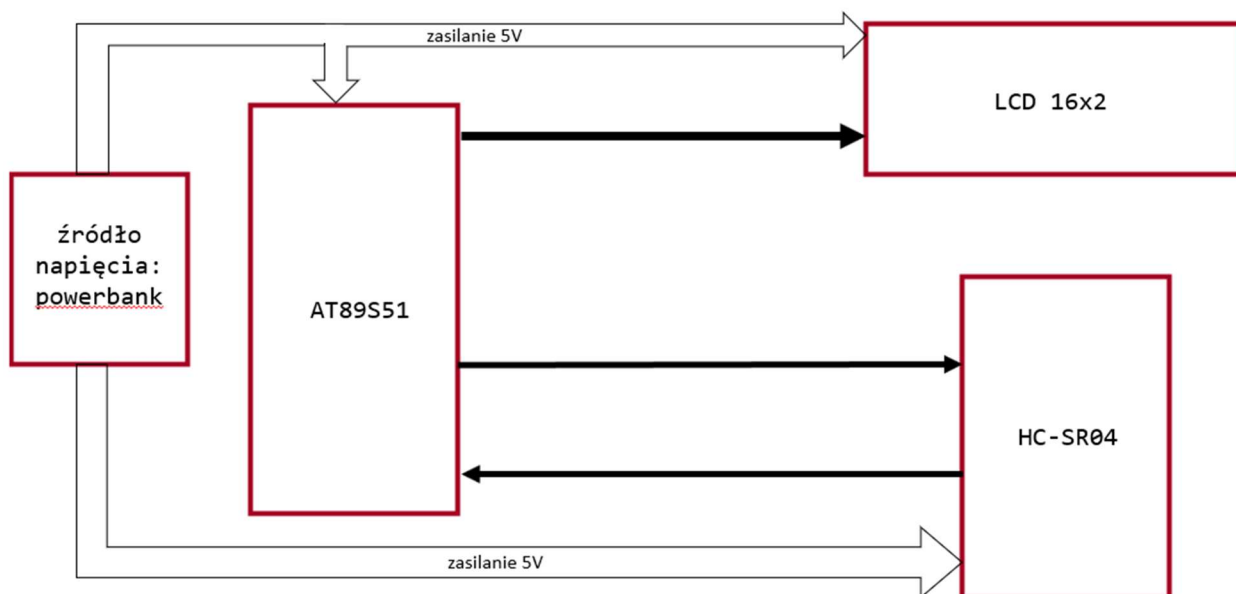 zasilanie 5V
LCD 16x2
źródło
napięcia:
powerbank
AT89S51
HC-SR04
zasilanie 5V